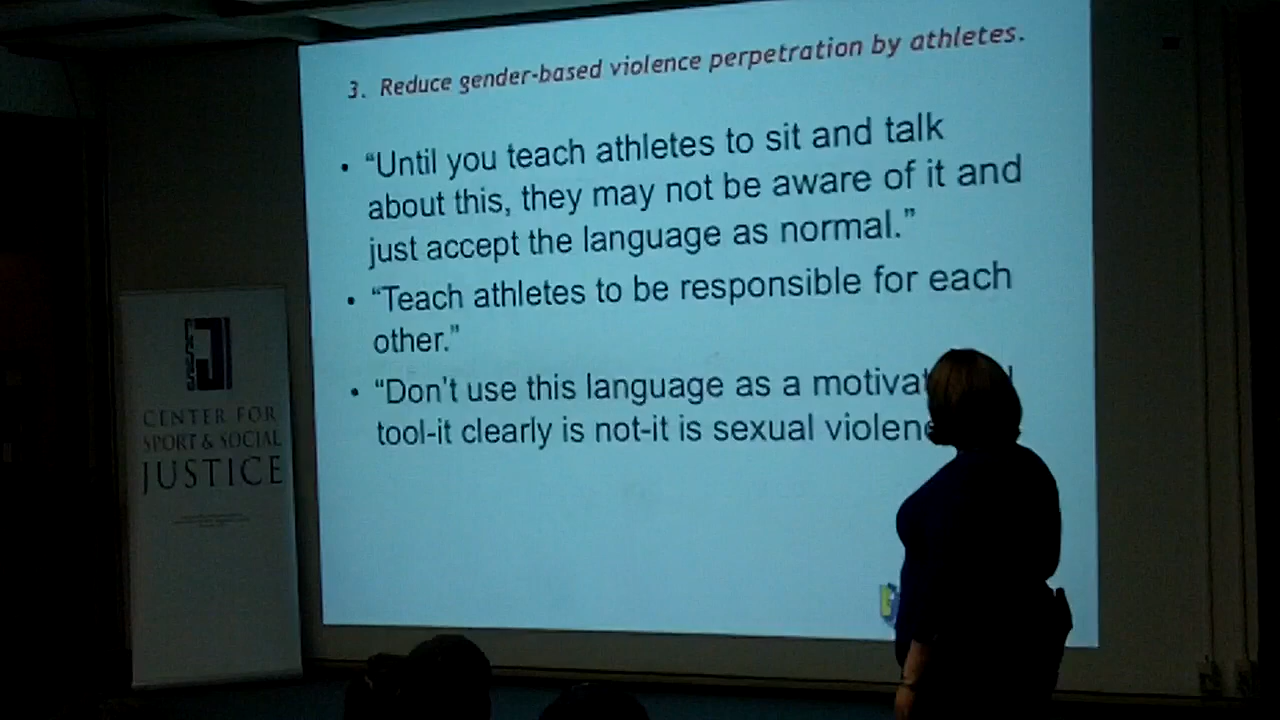 3. Reduce gender-based violence perpetration by athletes.
• “Until you teach athletes to sit and talk
about this, they may not be aware of it and
just accept the language as normal.”
• “Teach athletes to be responsible for each
other.”
• “Don't use this language as a
tool-it clearly is not-it is sexual
CENTER FOR
SPORT & SOCIAL
JUSTICE